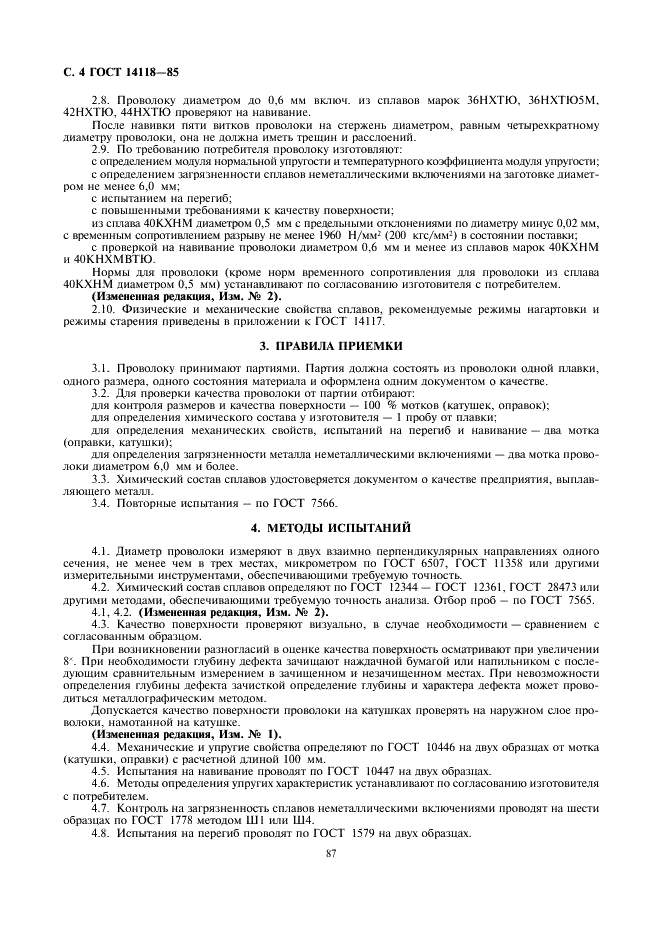 С. 4 ГОСТ 14118—85
2.8. Проволоку диаметром до 0,6 мм включ. из сплавов марок 36НХТЮ, 36НХТЮ5М,
42НХТЮ, 44НХТЮ проверяют на навивание.
После навивки пяти витков проволоки на стержень диаметром, равным четырехкратному
диаметру проволоки, она не должна иметь трещин и расслоений.
2.9. По требованию потребителя проволоку изготовляют:
с определением модуля нормальной упругости и температурного коэффициента модуля упругости;
с определением загрязненности сплавов неметаллическими включениями на заготовке диамет-
ром не менее 6,0 мм;
с испытанием на перегиб;
с повышенными требованиями к качеству поверхности;
из сплава 40КХНМ диаметром 0,5 мм с предельными отклонениями по диаметру минус 0,02 мм,
с временным сопротивлением разрыву не менее 1960 Н/мм² (200 кгс/мм²) в состоянии поставки;
с проверкой на навивание проволоки диаметром 0,6 мм и менее из сплавов марок 40КХНМ
и 40КНХМВТЮ.
Нормы для проволоки (кроме норм временного сопротивления для проволоки из сплава
40КХНМ диаметром 0,5 мм) устанавливают по согласованию изготовителя с потребителем.
(Измененная редакция, Изм. № 2).
2.10. Физические и механические свойства сплавов, рекомендуемые режимы нагартовки и
режимы старения приведены в приложении к ГОСТ 14117.
3. ПРАВИЛА ПРИЕМКИ
3.1. Проволоку принимают партиями. Партия должна состоять из проволоки одной плавки,
одного размера, одного состояния материала и оформлена одним документом о качестве.
3.2. Для проверки качества проволоки от партии отбирают:
для контроля размеров и качества поверхности — 100 % мотков (катушек, оправок);
для определения химического состава у изготовителя — 1 пробу от плавки;
для определения механических свойств, испытаний на перегиб и навивание — два мотка
(оправки, катушки);
для определения загрязненности металла неметаллическими включениями — два мотка прово-
локи диаметром 6,0 мм и более.
3.3. Химический состав сплавов удостоверяется документом о качестве предприятия, выплав-
ляющего металл.
3.4. Повторные испытания — по ГОСТ 7566.
4. МЕТОДЫ ИСПЫТАНИЙ
4.1. Диаметр проволоки измеряют в двух взаимно перпендикулярных направлениях одного
сечения, не менее чем в трех местах, микрометром по ГОСТ 6507, ГОСТ 11358 или другими
измерительными инструментами, обеспечивающими требуемую точность.
4.2. Химический состав сплавов определяют по ГОСТ 12344 — ГОСТ 12361, ГОСТ 28473 или
другими методами, обеспечивающими требуемую точность анализа. Отбор проб — по ГОСТ 7565.
4.1, 4.2. (Измененная редакция, Изм. № 2).
4.3. Качество поверхности проверяют визуально, в случае необходимости — сравнением с
согласованным образцом.
При возникновении разногласий в оценке качества поверхность осматривают при увеличении
8ˣ. При необходимости глубину дефекта зачищают наждачной бумагой или напильником с после-
дующим сравнительным измерением в зачищенном и незачищенном местах. При невозможности
определения глубины дефекта зачисткой определение глубины и характера дефекта может прово-
диться металлографическим методом.
Допускается качество поверхности проволоки на катушках проверять на наружном слое про-
волоки, намотанной на катушке.
(Измененная редакция, Изм. № 1).
4.4. Механические и упругие свойства определяют по ГОСТ 10446 на двух образцах от мотка
(катушки, оправки) с расчетной длиной 100 мм.
4.5. Испытания на навивание проводят по ГОСТ 10447 на двух образцах.
4.6. Методы определения упругих характеристик устанавливают по согласованию изготовителя
с потребителем.
4.7. Контроль на загрязненность сплавов неметаллическими включениями проводят на шести
образцах по ГОСТ 1778 методом Ш1 или Ш4.
4.8. Испытания на перегиб проводят по ГОСТ 1579 на двух образцах.
87